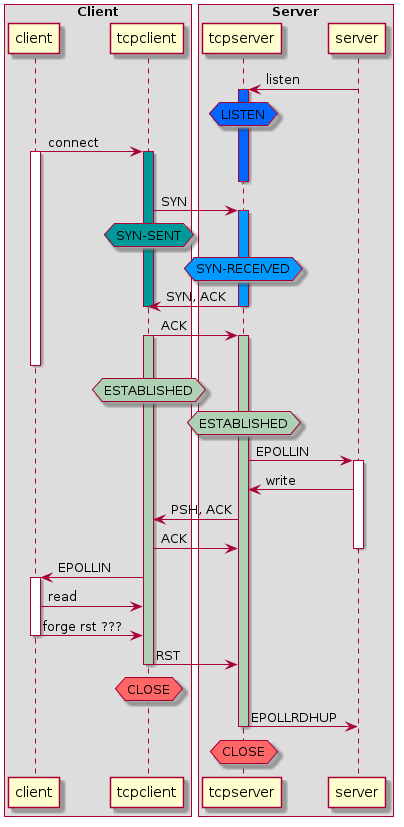 Client
Server
client
tcpclient
tcpserver
server
listen
LISTEN
connect
SYN
SYN-SENT
SYN-RECEIVED
SYN, ACK
ACK
ESTABLISHED
ESTABLISHED
EPOLLIN
write
PSH, ACK
ACK
EPOLLIN
read
forge rst ???
RST
CLOSE
EPOLLRDHUP
CLOSE
client
tcpclient
tcpserver
server